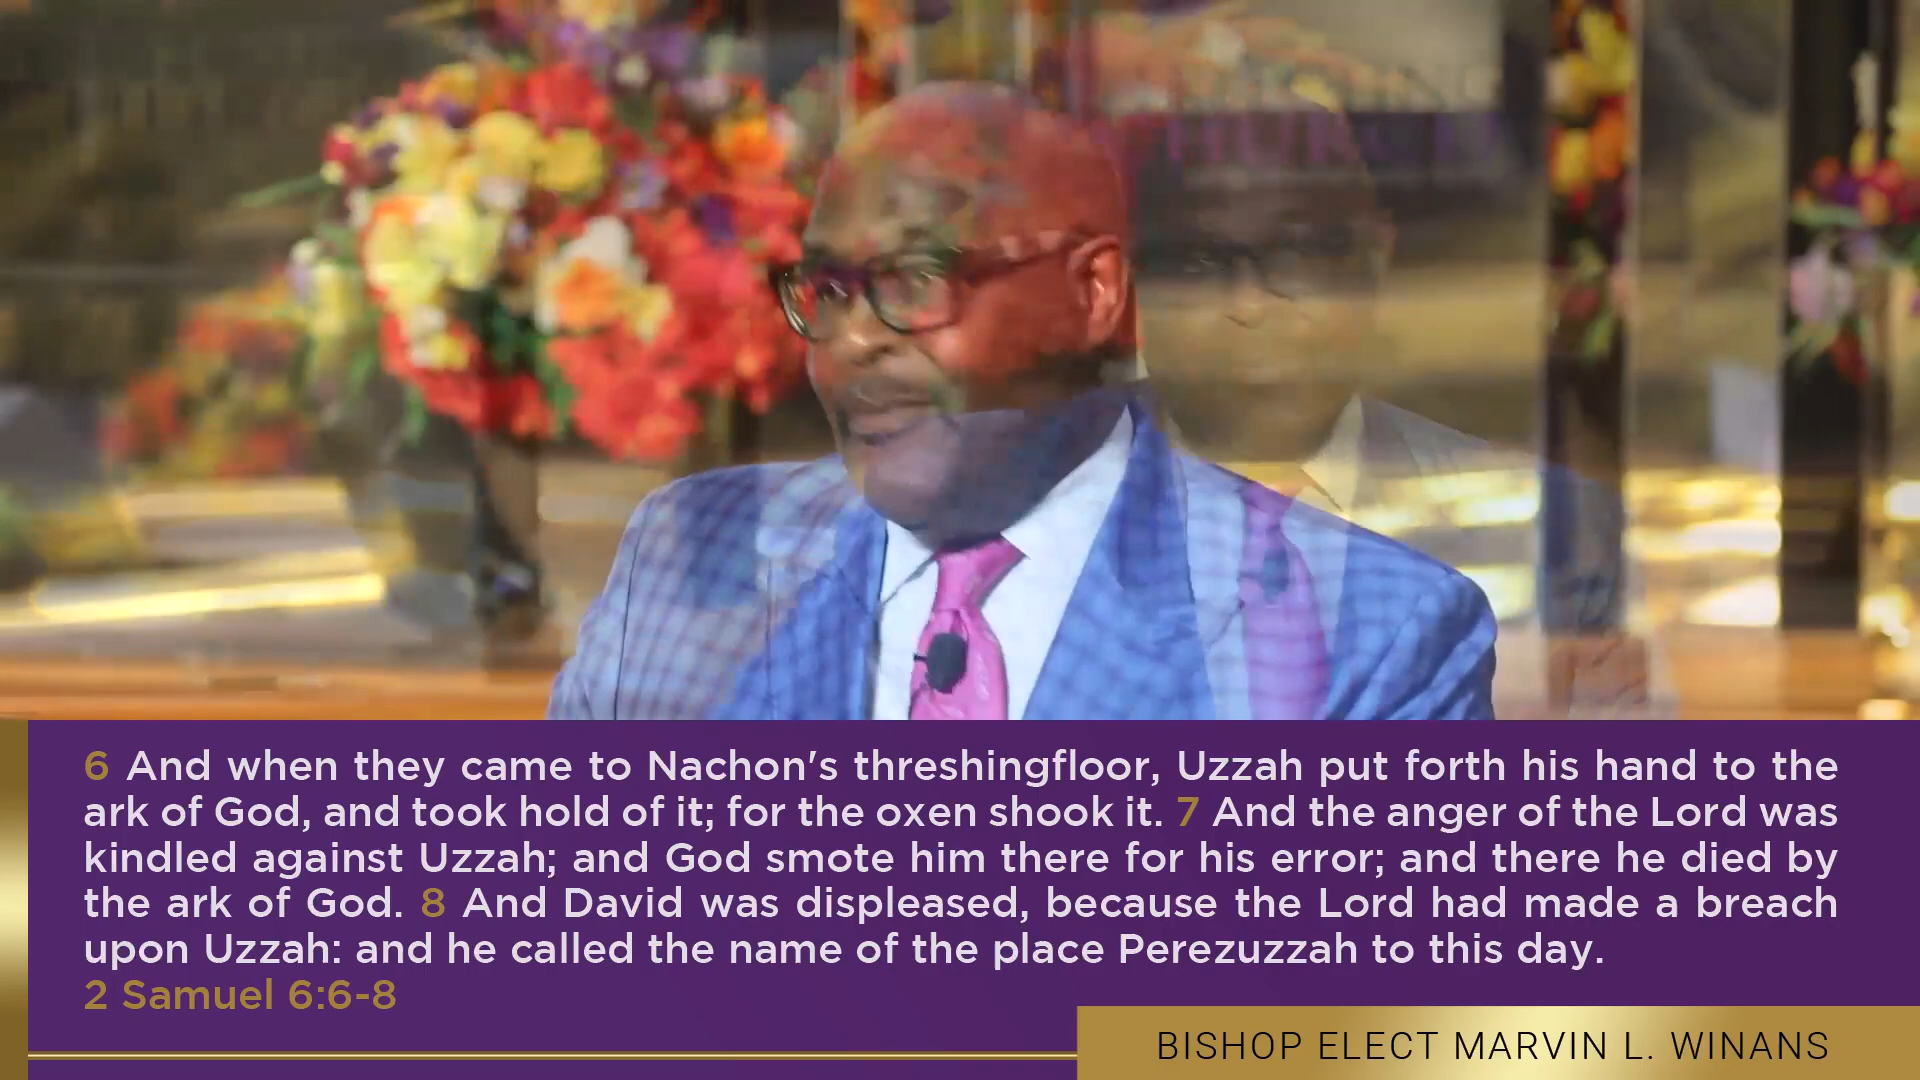 6 And when they came to Nachon's threshingfloor, Uzzah put forth his hand to the
ark of God, and took hold of it; for the oxen shook it. 7 And the anger of the Lord was
kindled against Uzzah; and God smote him there for his error; and there he died by
the ark of God. 8 And David was displeased, because the Lord had made a breach
upon Uzzah: and he called the name of the place Perezuzzah to this day.
2 Samuel 6:6-8
BISHOP ELECT MARVIN L. WINANS